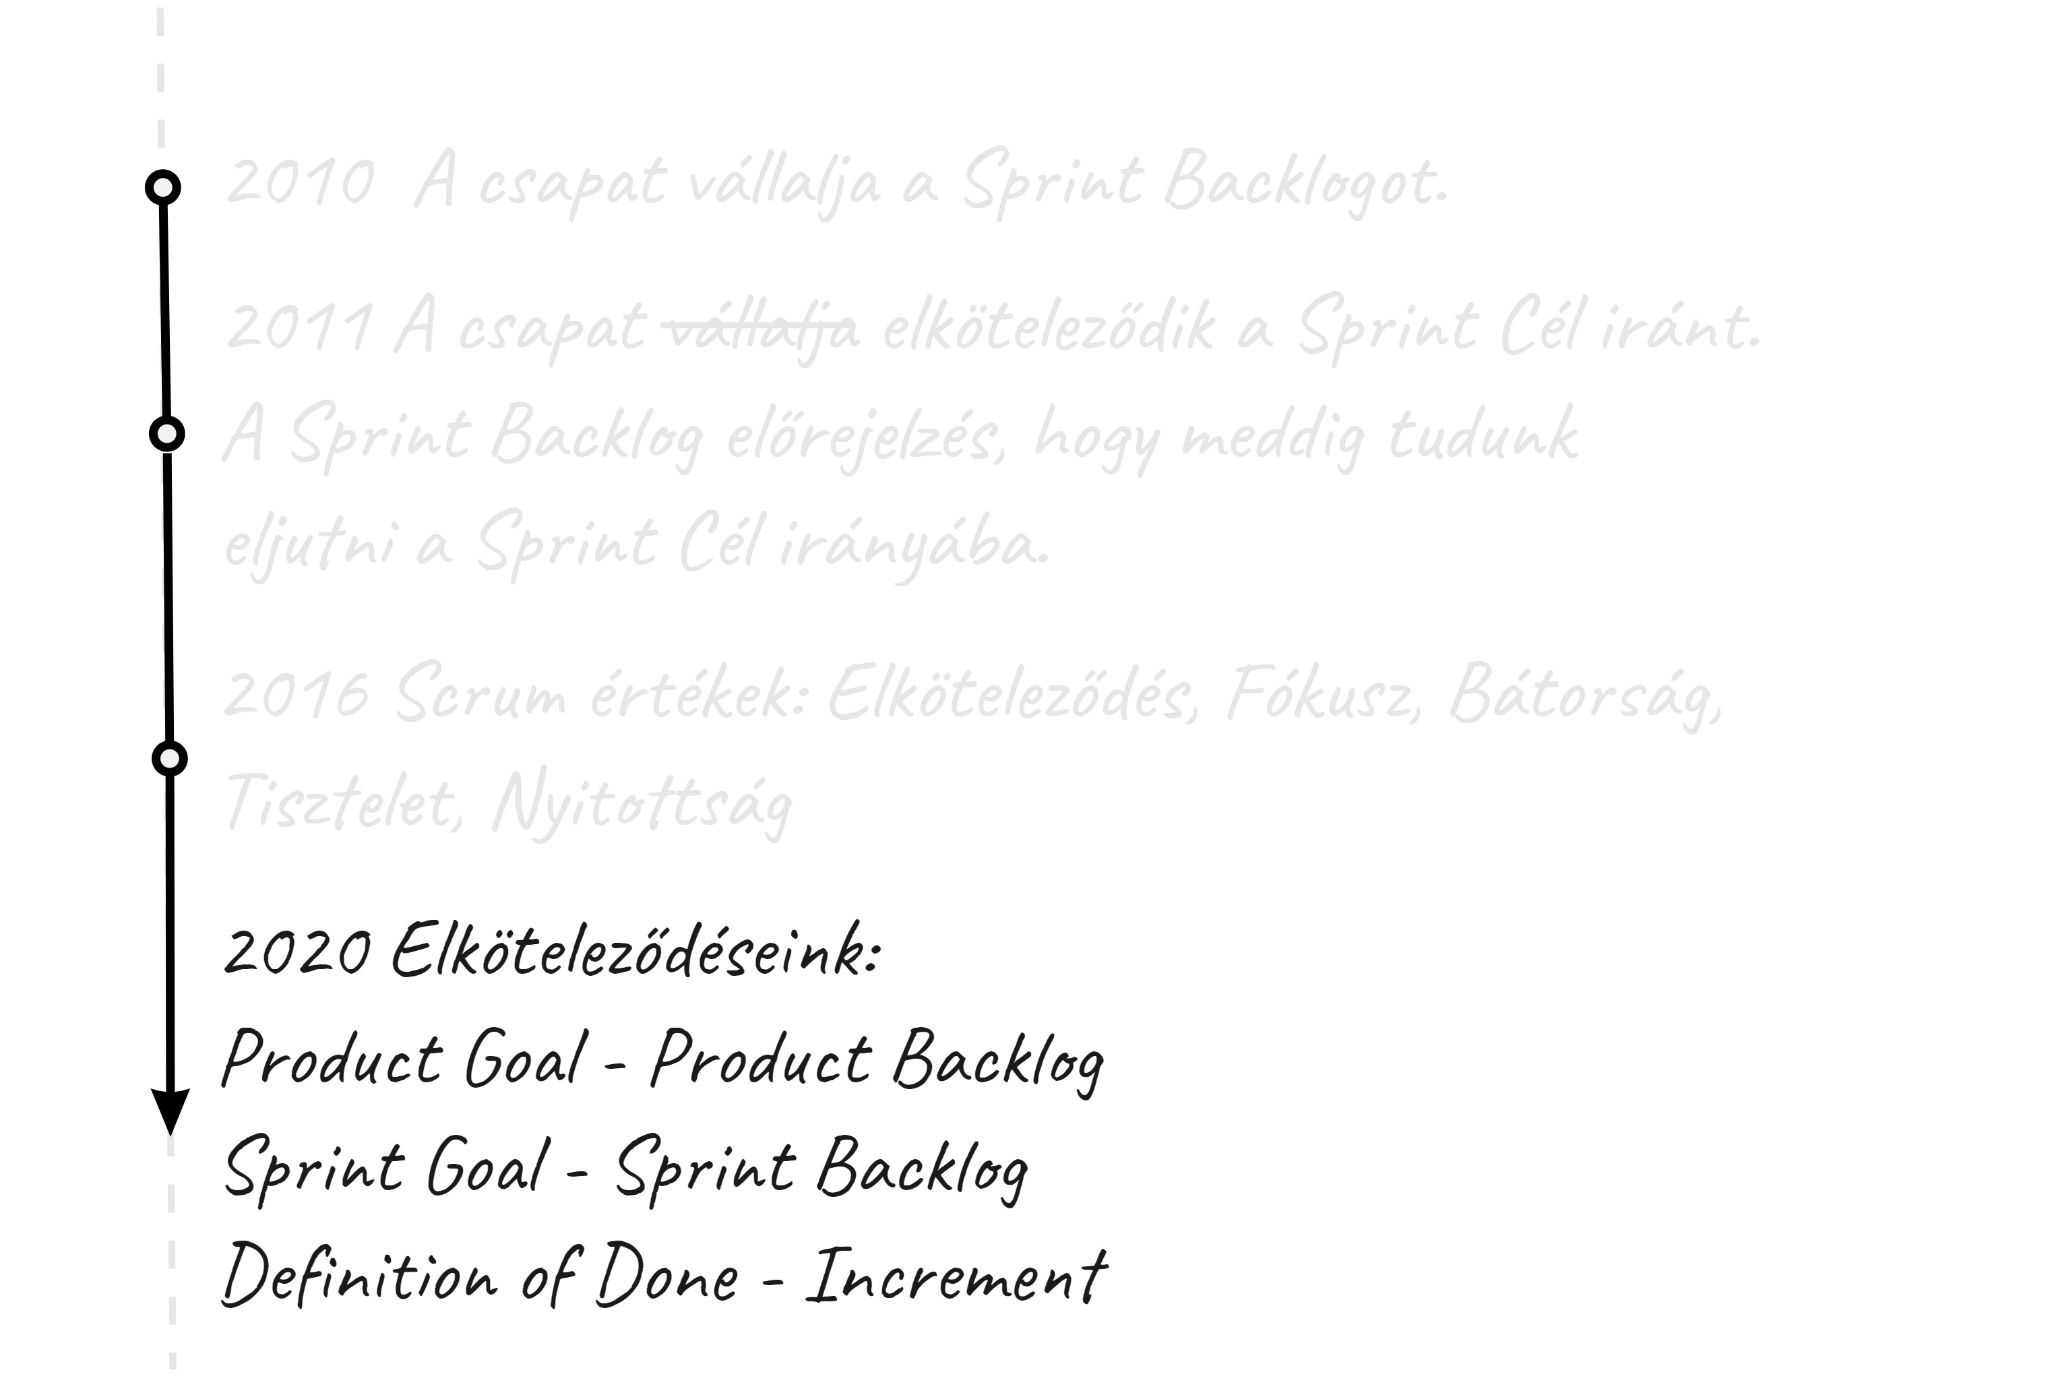 2010 A csapat vállalja a Sprint Backlogot.
2011 A csapat vállalja elköteleződik a Sprint Cél iránt.
A Sprint Backlog előrejelzés, hogy meddig tudunk
eljutni a Sprint Cél irányába.
2016 Scrum értékek: Elköteleződés, Fókusz, Bátorság,
Tisztelet, Nyitottság
2020 Elköteleződéseink:
Product Goal - Product Backlog
Sprint Goal - Sprint Backlog
Definition of Done - Increment